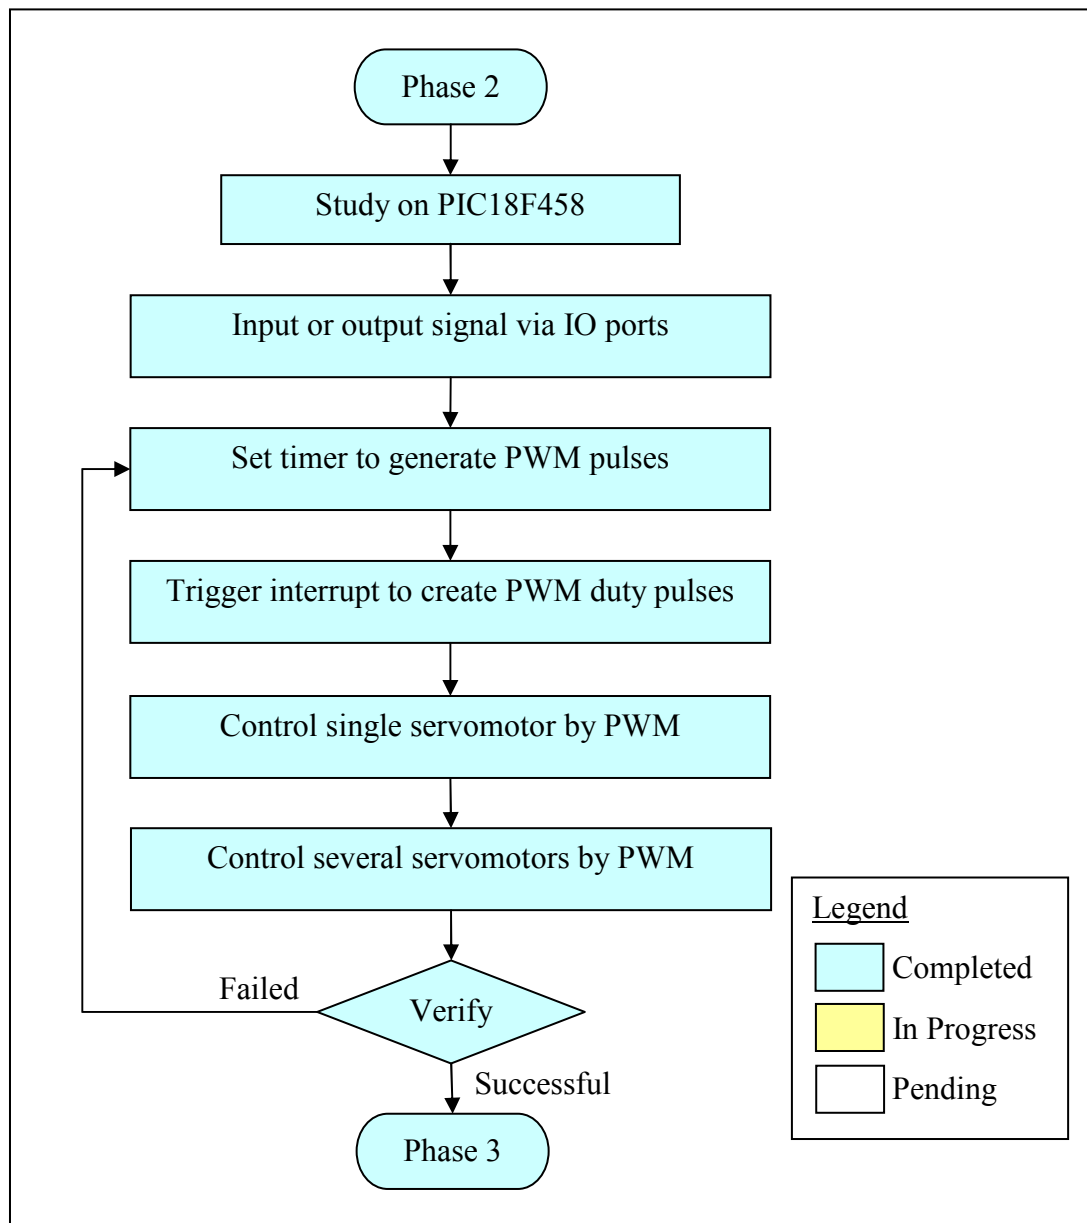 Phase 2
Study on PIC18F458
Input or output signal via IO ports
Set timer to generate PWM pulses
Trigger interrupt to create PWM duty pulses
Control single servomotor by PWM
Control several servomotors by PWM
Failed
Verify
Successful
Phase 3
Legend
Completed
In Progress
Pending